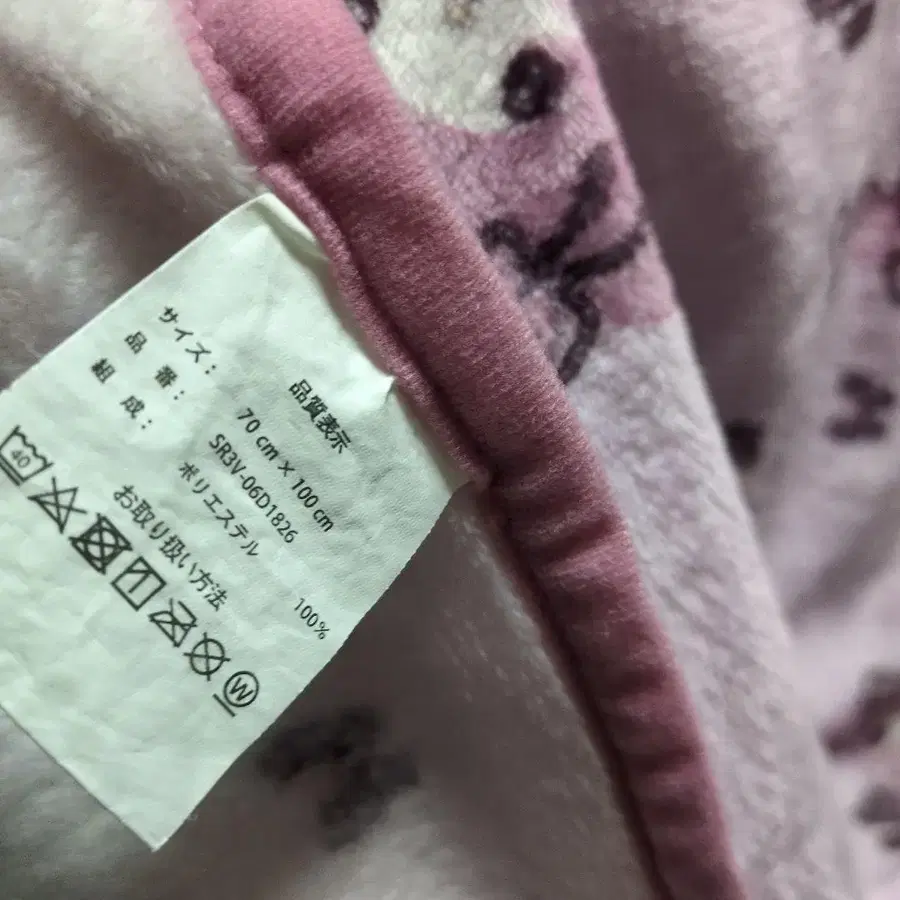 品質表示
サイズ： 70 cm × 100 cm
品 番： SR3V-06D1826
組 成： ポリエステル 100%
お取り扱い方法
40
W